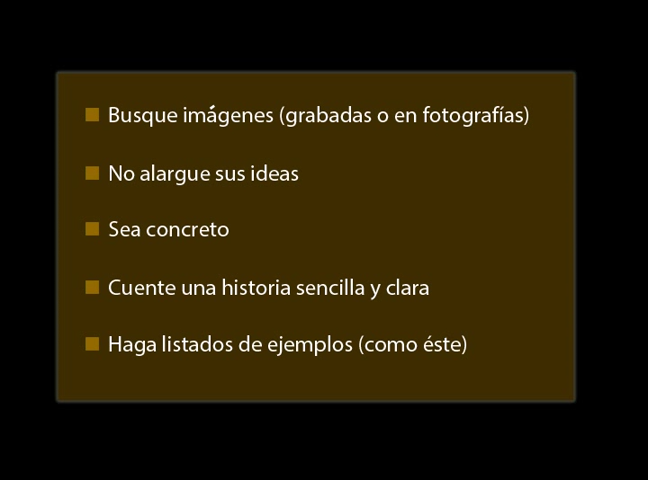 Busque imágenes (grabadas o en fotografías)
No alargue sus ideas
Sea concreto
Cuente una historia sencilla y clara
Haga listados de ejemplos (como éste)